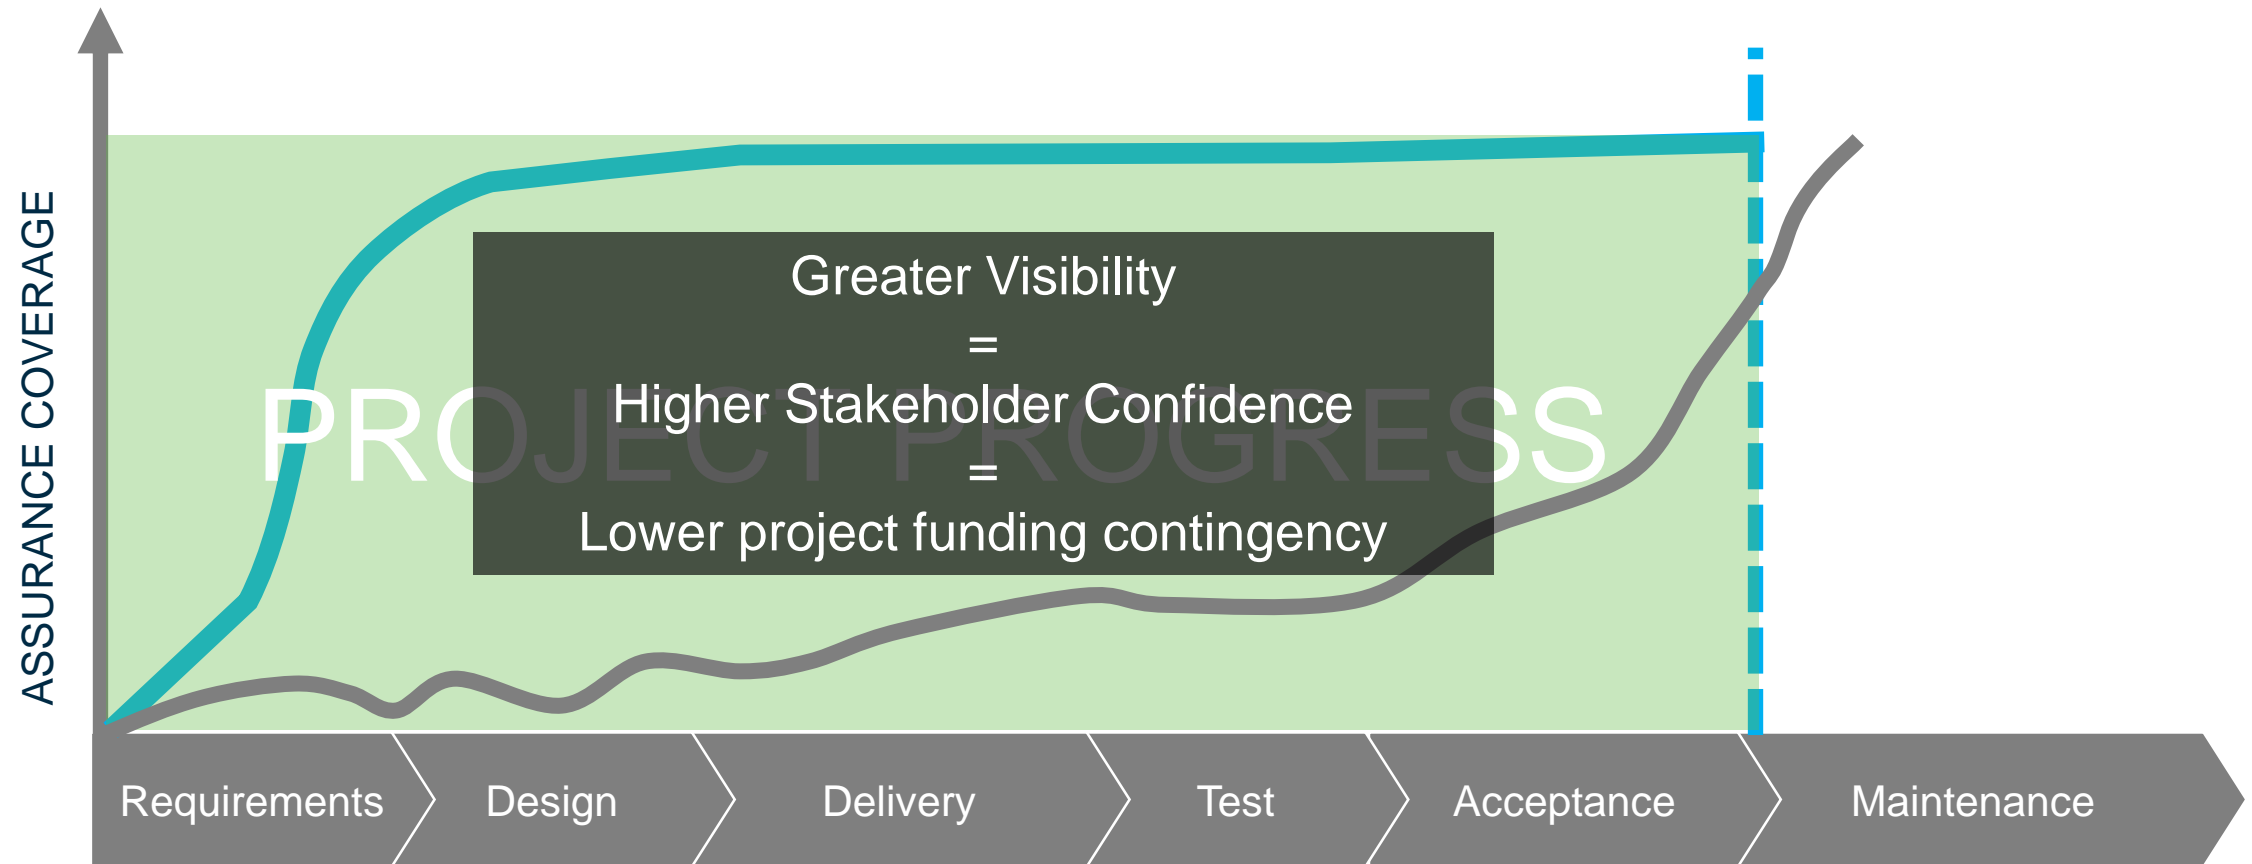 ASSURANCE COVERAGE
Greater Visibility
=
Higher Stakeholder Confidence
=
Lower project funding contingency
PROJECT PROGRESS
Requirements
Design
Delivery
Test
Acceptance
Maintenance